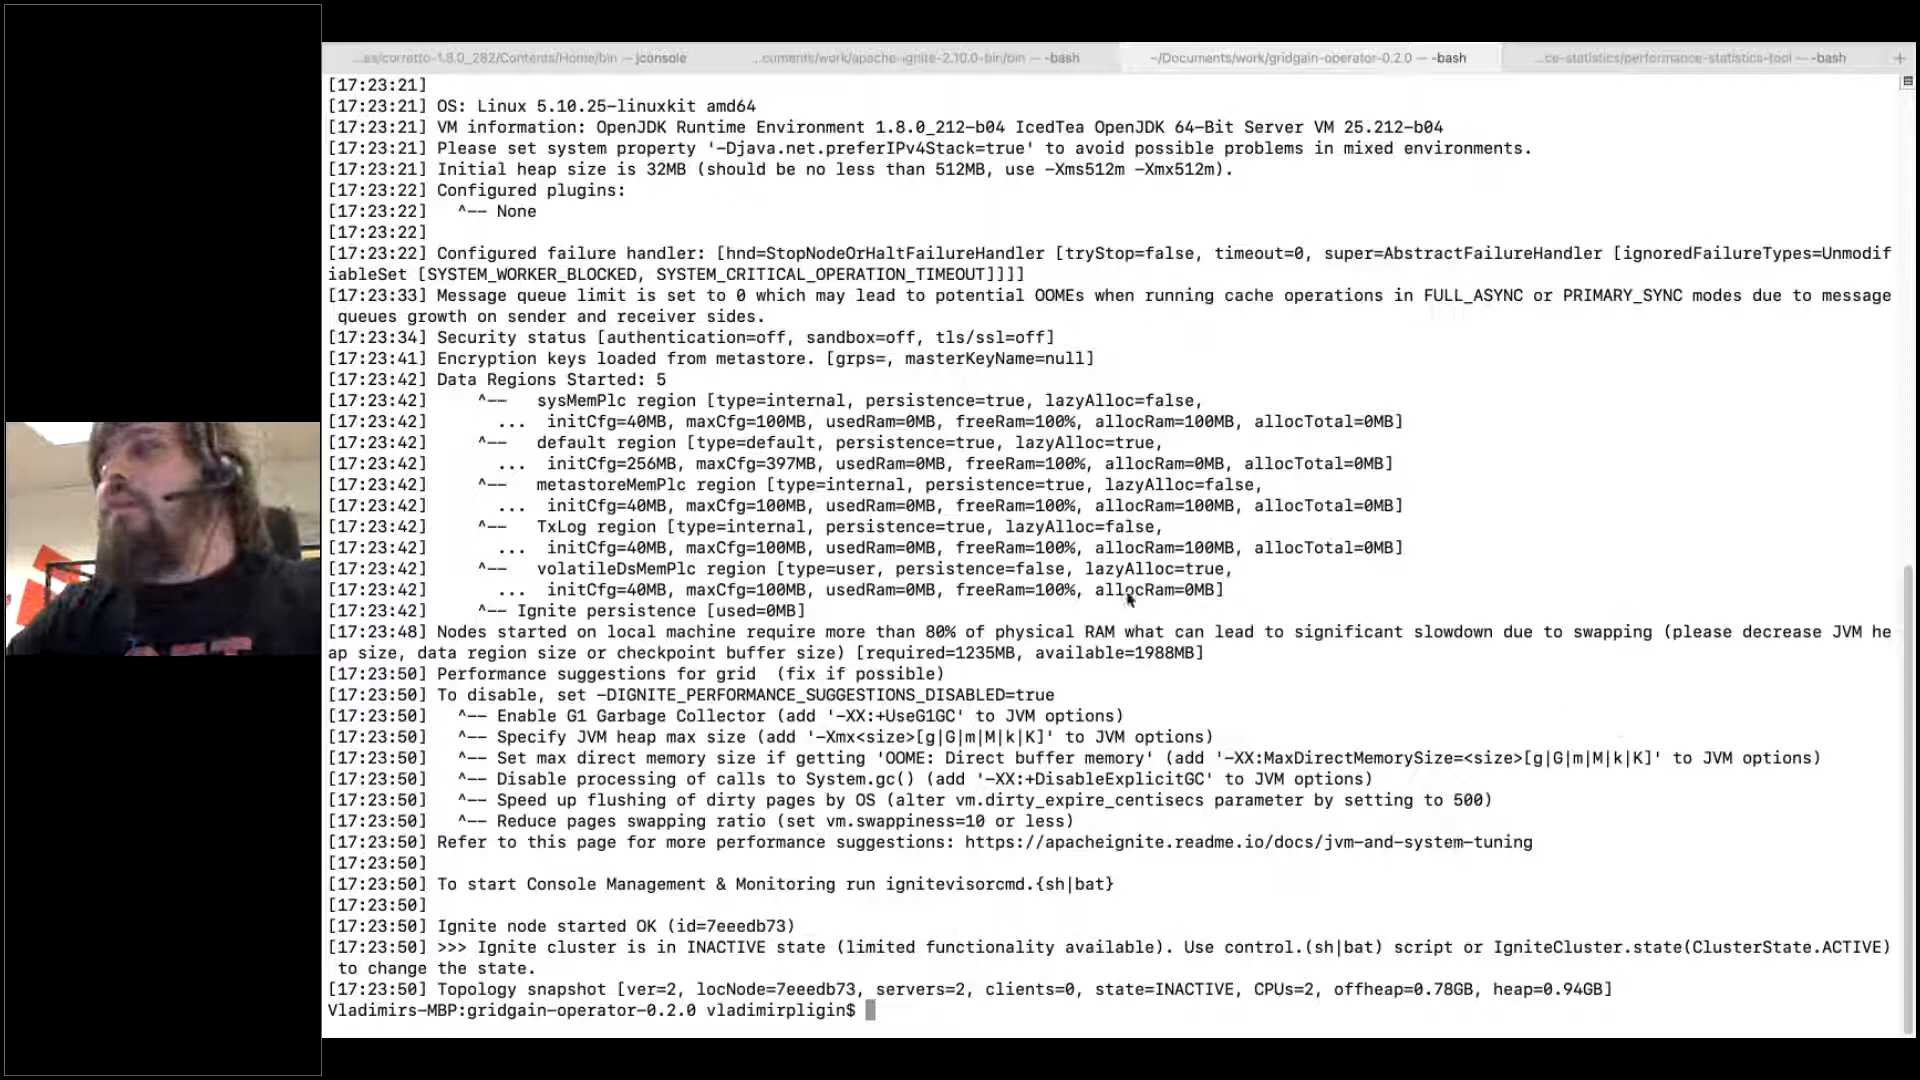 ...es/corratto-1.8.0_282/Contents/Home/bin — jconsole
...cuments/work/apache-ignite-2.10.0-bin/bin — -bash
~/Documents/work/gridgain-operator-0.2.0 — -bash
...ce-statistics/performance-statistics-tool — -bash
+
[17:23:21]
[17:23:21] OS: Linux 5.10.25-linuxkit amd64
[17:23:21] VM information: OpenJDK Runtime Environment 1.8.0_212-b04 IcedTea OpenJDK 64-Bit Server VM 25.212-b04
[17:23:21] Please set system property '-Djava.net.preferIPv4Stack=true' to avoid possible problems in mixed environments.
[17:23:21] Initial heap size is 32MB (should be no less than 512MB, use -Xms512m -Xmx512m).
[17:23:22] Configured plugins:
[17:23:22]   ^-- None
[17:23:22]
[17:23:22] Configured failure handler: [hnd=StopNodeOrHaltFailureHandler [tryStop=false, timeout=0, super=AbstractFailureHandler [ignoredFailureTypes=Unmodif
iableSet [SYSTEM_WORKER_BLOCKED, SYSTEM_CRITICAL_OPERATION_TIMEOUT]]]]
[17:23:33] Message queue limit is set to 0 which may lead to potential OOMEs when running cache operations in FULL_ASYNC or PRIMARY_SYNC modes due to message
 queues growth on sender and receiver sides.
[17:23:34] Security status [authentication=off, sandbox=off, tls/ssl=off]
[17:23:41] Encryption keys loaded from metastore. [grps=, masterKeyName=null]
[17:23:42] Data Regions Started: 5
[17:23:42]     ^--   sysMemPlc region [type=internal, persistence=true, lazyAlloc=false,
[17:23:42]       ...  initCfg=40MB, maxCfg=100MB, usedRam=0MB, freeRam=100%, allocRam=100MB, allocTotal=0MB]
[17:23:42]     ^--   default region [type=default, persistence=true, lazyAlloc=true,
[17:23:42]       ...  initCfg=256MB, maxCfg=397MB, usedRam=0MB, freeRam=100%, allocRam=0MB, allocTotal=0MB]
[17:23:42]     ^--   metastoreMemPlc region [type=internal, persistence=true, lazyAlloc=false,
[17:23:42]       ...  initCfg=40MB, maxCfg=100MB, usedRam=0MB, freeRam=100%, allocRam=100MB, allocTotal=0MB]
[17:23:42]     ^--   TxLog region [type=internal, persistence=true, lazyAlloc=false,
[17:23:42]       ...  initCfg=40MB, maxCfg=100MB, usedRam=0MB, freeRam=100%, allocRam=100MB, allocTotal=0MB]
[17:23:42]     ^--   volatileDsMemPlc region [type=user, persistence=false, lazyAlloc=true,
[17:23:42]       ...  initCfg=40MB, maxCfg=100MB, usedRam=0MB, freeRam=100%, allocRam=0MB]
[17:23:42]     ^-- Ignite persistence [used=0MB]
[17:23:48] Nodes started on local machine require more than 80% of physical RAM what can lead to significant slowdown due to swapping (please decrease JVM he
ap size, data region size or checkpoint buffer size) [required=1235MB, available=1988MB]
[17:23:50] Performance suggestions for grid  (fix if possible)
[17:23:50] To disable, set -DIGNITE_PERFORMANCE_SUGGESTIONS_DISABLED=true
[17:23:50]   ^-- Enable G1 Garbage Collector (add '-XX:+UseG1GC' to JVM options)
[17:23:50]   ^-- Specify JVM heap max size (add '-Xmx<size>[g|G|m|M|k|K]' to JVM options)
[17:23:50]   ^-- Set max direct memory size if getting 'OOME: Direct buffer memory' (add '-XX:MaxDirectMemorySize=<size>[g|G|m|M|k|K]' to JVM options)
[17:23:50]   ^-- Disable processing of calls to System.gc() (add '-XX:+DisableExplicitGC' to JVM options)
[17:23:50]   ^-- Speed up flushing of dirty pages by OS (alter vm.dirty_expire_centisecs parameter by setting to 500)
[17:23:50]   ^-- Reduce pages swapping ratio (set vm.swappiness=10 or less)
[17:23:50] Refer to this page for more performance suggestions: https://apacheignite.readme.io/docs/jvm-and-system-tuning
[17:23:50]
[17:23:50] To start Console Management & Monitoring run ignitevisorcmd.{sh|bat}
[17:23:50]
[17:23:50] Ignite node started OK (id=7eeedb73)
[17:23:50] >>> Ignite cluster is in INACTIVE state (limited functionality available). Use control.(sh|bat) script or IgniteCluster.state(ClusterState.ACTIVE)
 to change the state.
[17:23:50] Topology snapshot [ver=2, locNode=7eeedb73, servers=2, clients=0, state=INACTIVE, CPUs=2, offheap=0.78GB, heap=0.94GB]
Vladimirs-MBP:gridgain-operator-0.2.0 vladimirpligin$